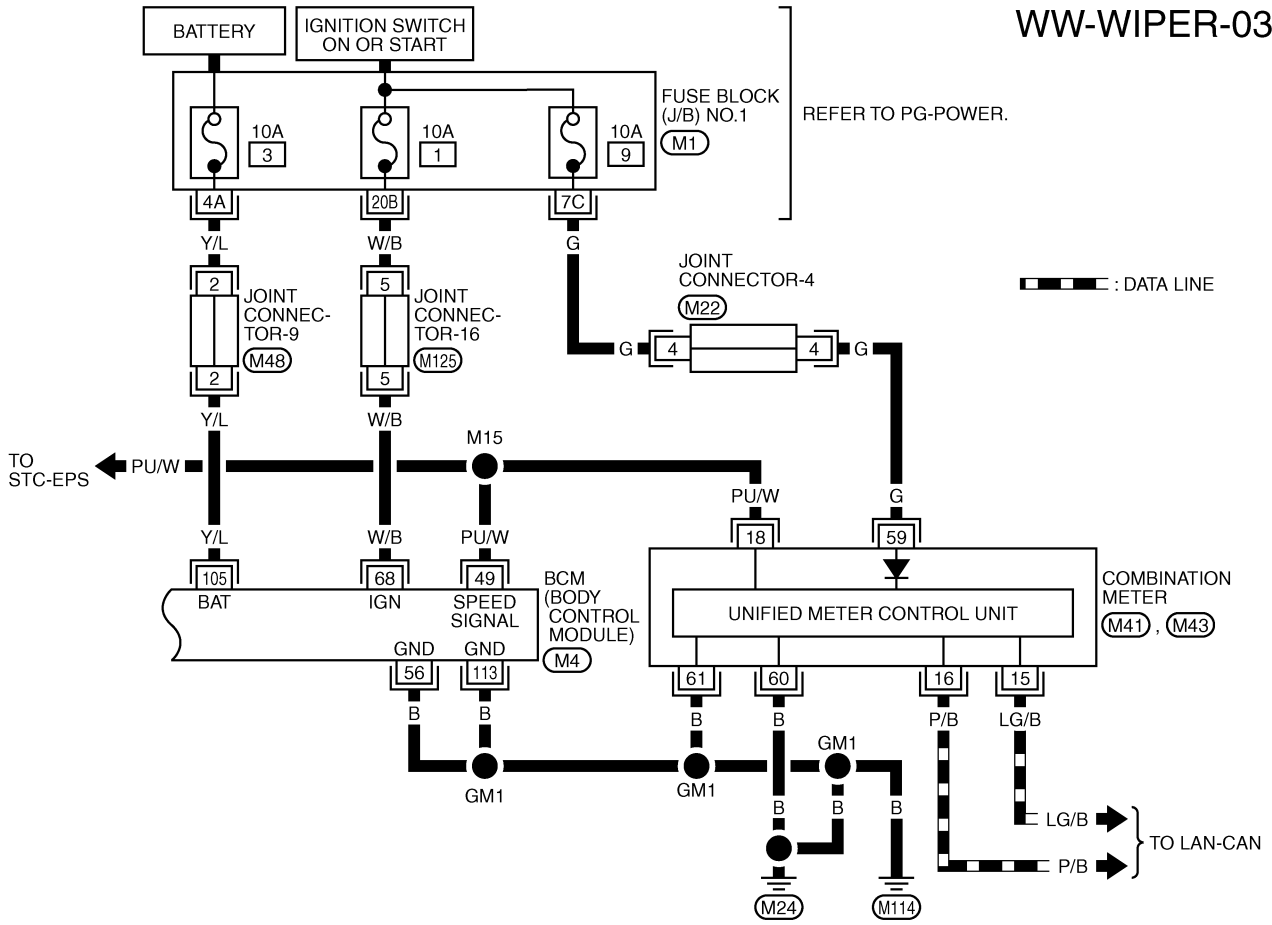 WW-WIPER-03
BATTERY
IGNITION SWITCH
ON OR START
FUSE BLOCK
(J/B) NO.1
M1
REFER TO PG-POWER.
10A
3
10A
1
10A
9
4A
20B
7C
Y/L
W/B
G
2
5
JOINT
CONNEC-
TOR-9
M48
JOINT
CONNEC-
TOR-16
M125
2
5
JOINT
CONNECTOR-4
M22
G
4
4
G
: DATA LINE
Y/L
W/B
M15
TO
STC-EPS
PU/W
PU/W
G
Y/L
W/B
PU/W
18
59
105
68
49
BAT
IGN
SPEED
SIGNAL
BCM
(BODY
CONTROL
MODULE)
M4
GND
GND
56
113
UNIFIED METER CONTROL UNIT
COMBINATION
METER
M41 , M43
61
60
16
15
B
B
B
B
P/B
LG/B
GM1
GM1
GM1
B
B
B
LG/B
P/B
TO LAN-CAN
M24
M114